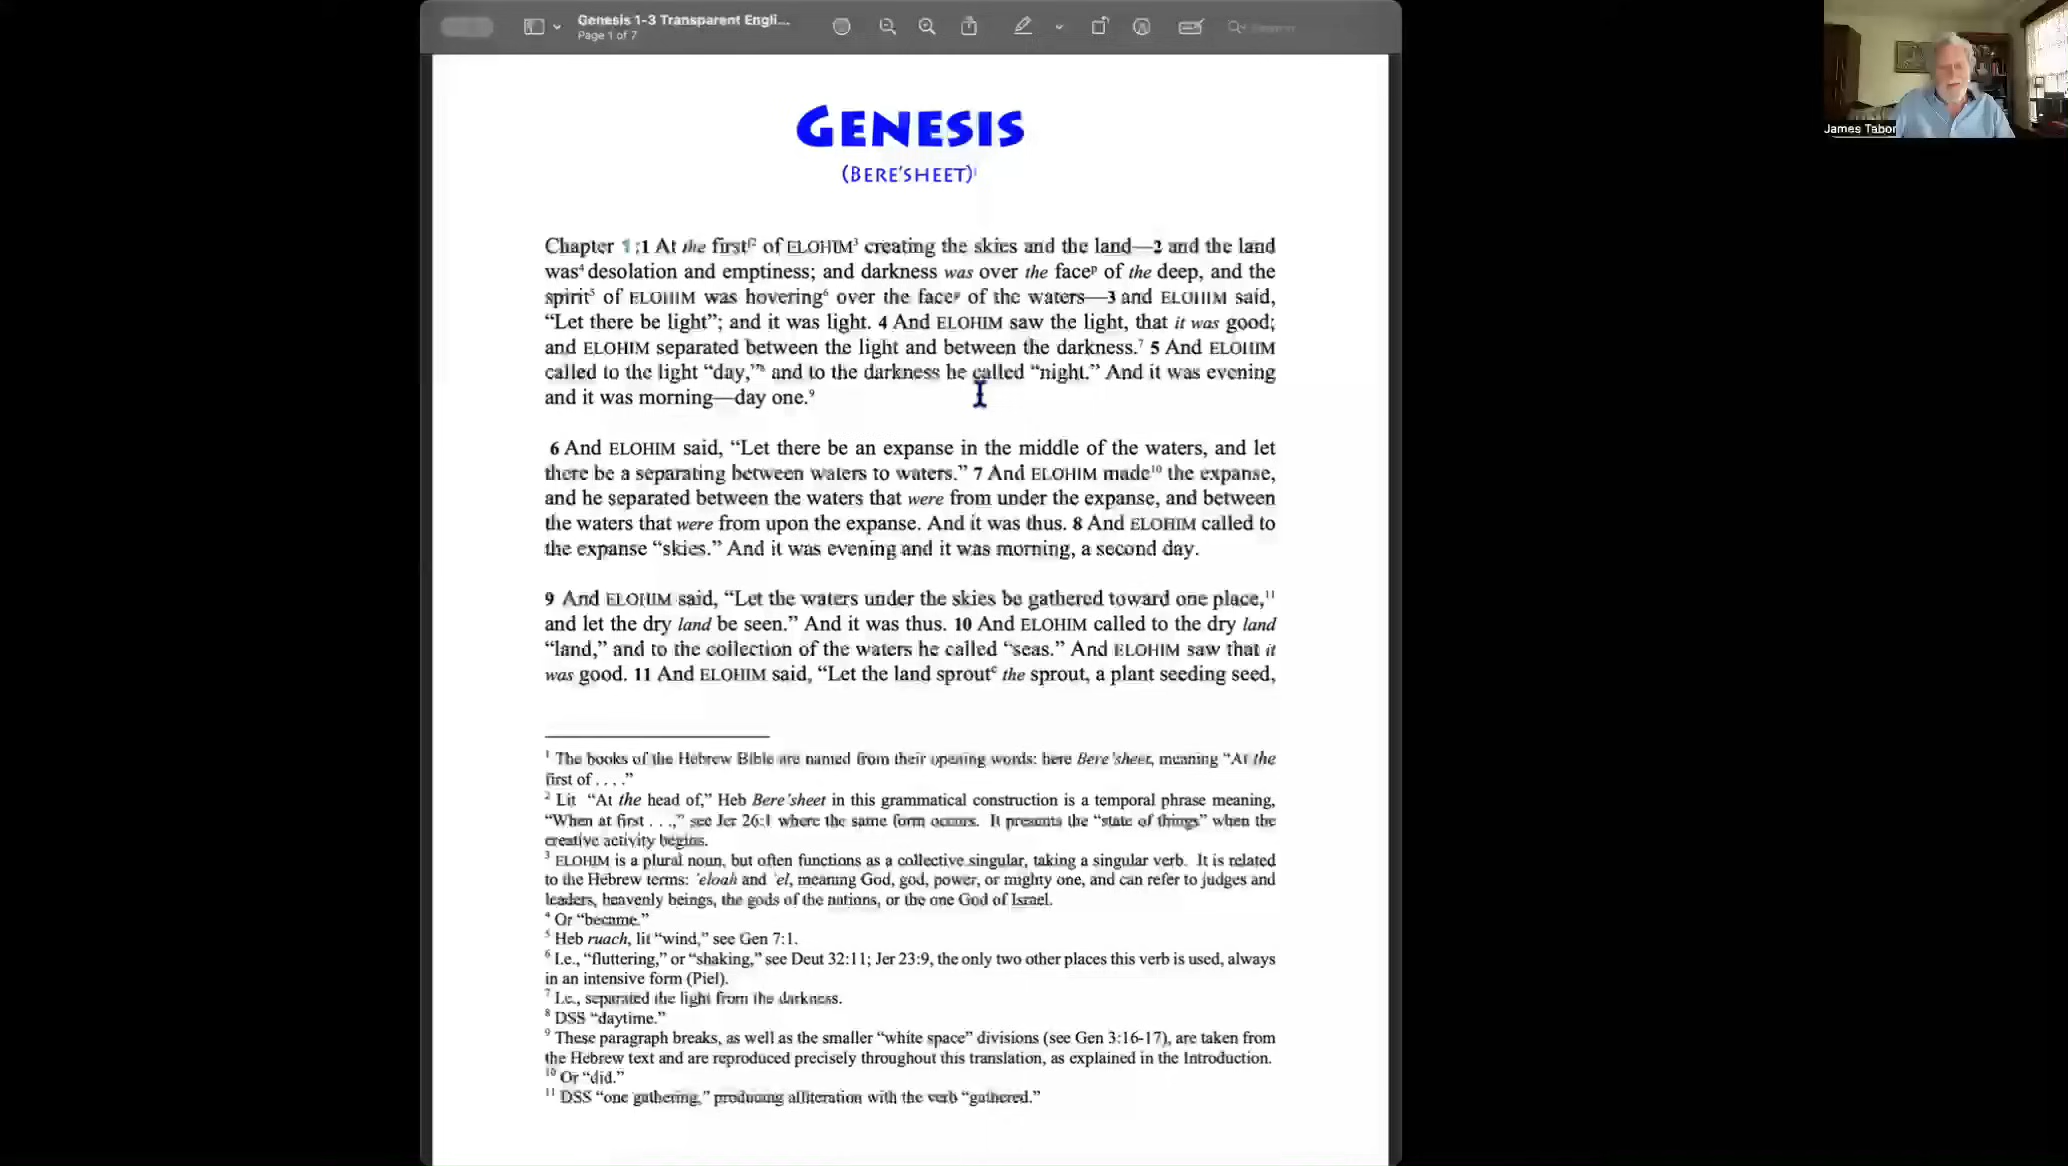 Genesis 1-3 Transparent Engli...
Page 1 of 7
James Tabor
GENESIS
(BERE’SHEET)¹
Chapter 1:1 At the first² of ELOHIM³ creating the skies and the land—2 and the land
was⁴ desolation and emptiness; and darkness was over the faceᵖ of the deep, and the
spirit⁵ of ELOHIM was hovering⁶ over the faceᵖ of the waters—3 and ELOHIM said,
“Let there be light”; and it was light. 4 And ELOHIM saw the light, that it was good;
and ELOHIM separated between the light and between the darkness.⁷ 5 And ELOHIM
called to the light “day,”⁸ and to the darkness he called “night.” And it was evening
and it was morning—day one.⁹
6 And ELOHIM said, “Let there be an expanse in the middle of the waters, and let
there be a separating between waters to waters.” 7 And ELOHIM made¹⁰ the expanse,
and he separated between the waters that were from under the expanse, and between
the waters that were from upon the expanse. And it was thus. 8 And ELOHIM called to
the expanse “skies.” And it was evening and it was morning, a second day.
9 And ELOHIM said, “Let the waters under the skies be gathered toward one place,¹¹
and let the dry land be seen.” And it was thus. 10 And ELOHIM called to the dry land
“land,” and to the collection of the waters he called “seas.” And ELOHIM saw that it
was good. 11 And ELOHIM said, “Let the land sproutᶜ the sprout, a plant seeding seed,
¹ The books of the Hebrew Bible are named from their opening words: here Bere’sheet, meaning “At the
first of . . . .”
² Lit “At the head of,” Heb Bere’sheet in this grammatical construction is a temporal phrase meaning,
“When at first . . .,” see Jer 26:1 where the same form occurs. It presents the “state of things” when the
creative activity begins.
³ ELOHIM is a plural noun, but often functions as a collective singular, taking a singular verb. It is related
to the Hebrew terms: ’eloah and ’el, meaning God, god, power, or mighty one, and can refer to judges and
leaders, heavenly beings, the gods of the nations, or the one God of Israel.
⁴ Or “became.”
⁵ Heb ruach, lit “wind,” see Gen 7:1.
⁶ I.e., “fluttering,” or “shaking,” see Deut 32:11; Jer 23:9, the only two other places this verb is used, always
in an intensive form (Piel).
⁷ I.e., separated the light from the darkness.
⁸ DSS “daytime.”
⁹ These paragraph breaks, as well as the smaller “white space” divisions (see Gen 3:16-17), are taken from
the Hebrew text and are reproduced precisely throughout this translation, as explained in the Introduction.
¹⁰ Or “did.”
¹¹ DSS “one gathering,” producing alliteration with the verb “gathered.”